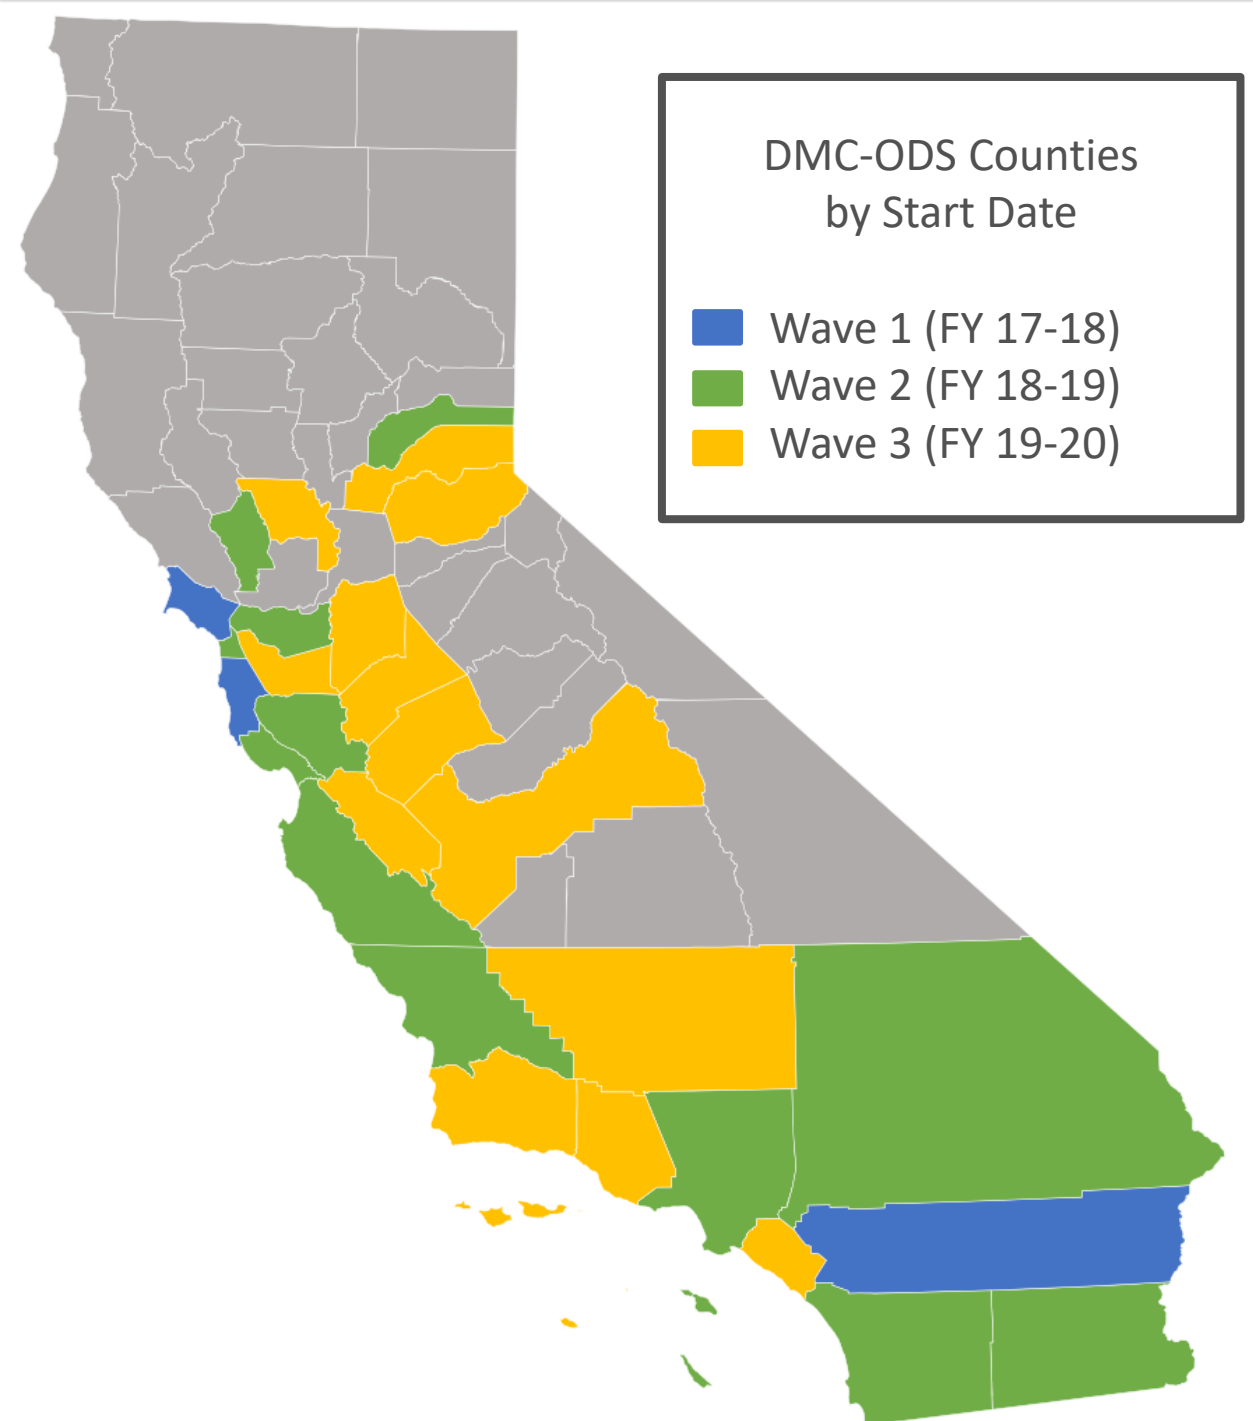 DMC-ODS Counties
by Start Date
Wave 1 (FY 17-18)
Wave 2 (FY 18-19)
Wave 3 (FY 19-20)